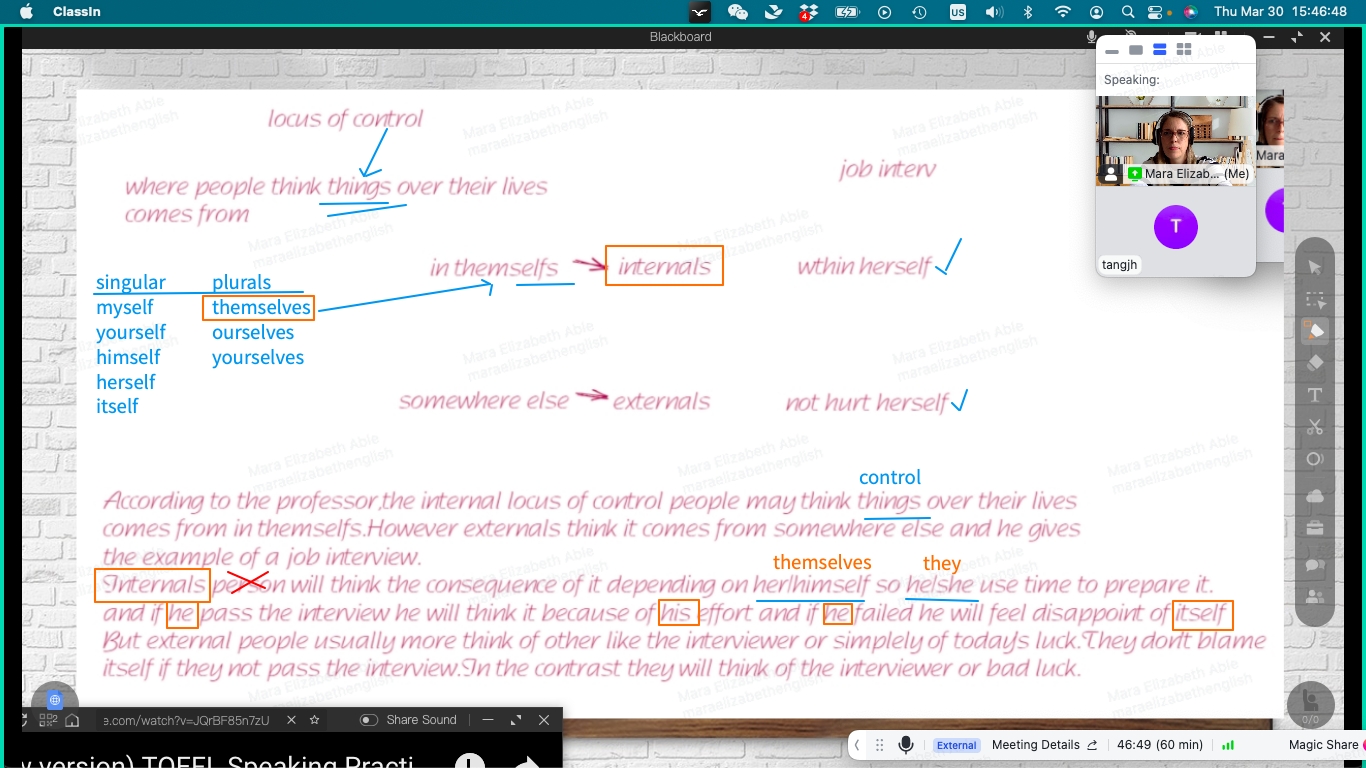 ClassIn
4
US
Thu Mar 30 15:46:48
Blackboard
Speaking:
Mara Elizab... (Me)
Mara
T
tangjh
locus of control
where people think things over their lives
comes from
job interv
in themselfs
internals
wthin herself
singular plurals
myself themselves
yourself ourselves
himself yourselves
herself
itself
somewhere else
externals
not hurt herself
control
According to the professor,the internal locus of control people may think things over their lives
comes from in themselfs.However externals think it comes from somewhere else and he gives
the example of a job interview.
themselves they
Internals person will think the consequence of it depending on her/himself so he/she use time to prepare it.
and if he pass the interview he will think it because of his effort and if he failed he will feel disappoint of itself
But external people usually more think of other like the interviewer or simplely of today's luck.They don't blame
itself if they not pass the interview.In the contrast they will think of the interviewer or bad luck.
Mara Elizabeth Able
maraelizabethenglish
0/0
e.com/watch?v=JQrBF85n7zU
Share Sound
External
Meeting Details
46:49 (60 min)
Magic Share
version) TOEFL Speaking Practi